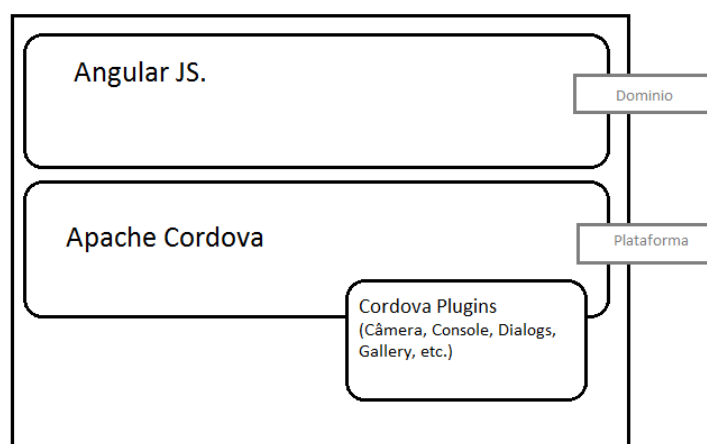 Angular JS.
Dominio
Apache Cordova
Plataforma
Cordova Plugins
(Câmera, Console, Dialogs,
Gallery, etc.)